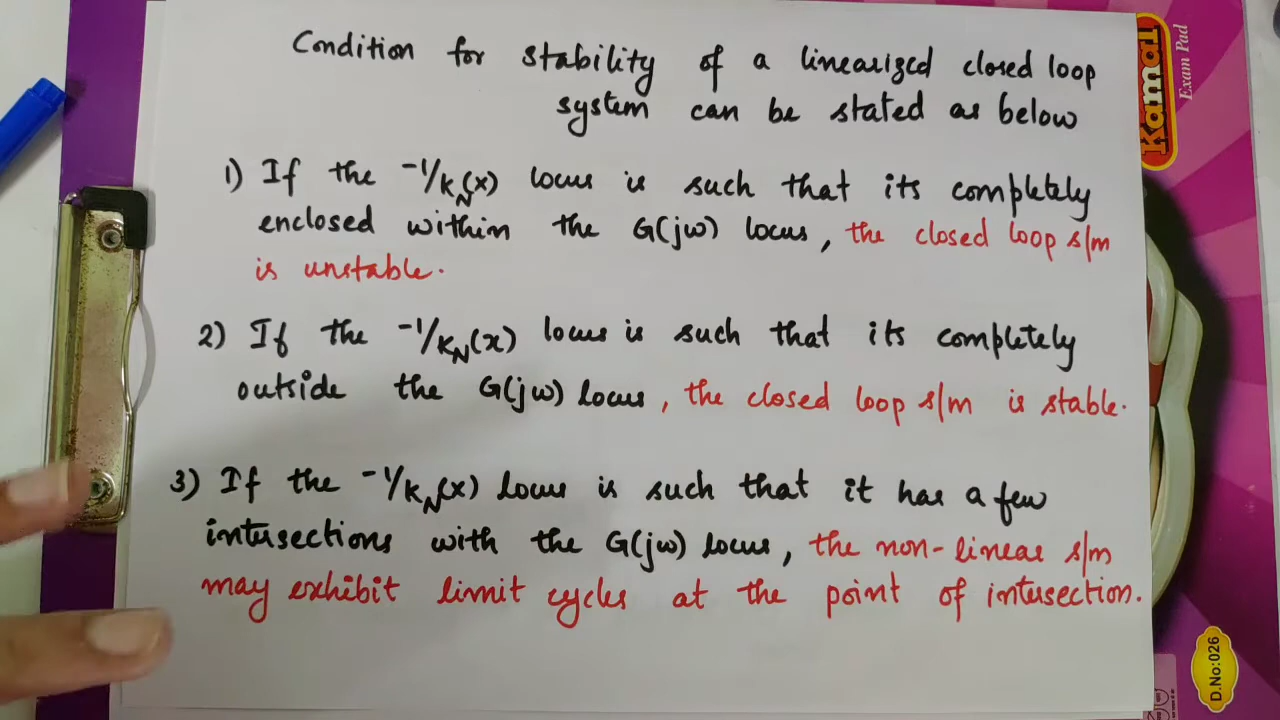 Condition for stability of a linearized closed loop
system can be stated as below
1) If the -1/KN(x) locus is such that its completely
enclosed within the G(jω) locus, the closed loop s/m
is unstable.
2) If the -1/KN(x) locus is such that its completely
outside the G(jω) locus, the closed loop s/m is stable.
3) If the -1/KN(x) locus is such that it has a few
intersections with the G(jω) locus, the non-linear s/m
may exhibit limit cycles at the point of intersection.
Kamal
Exam Pad
D.No:026